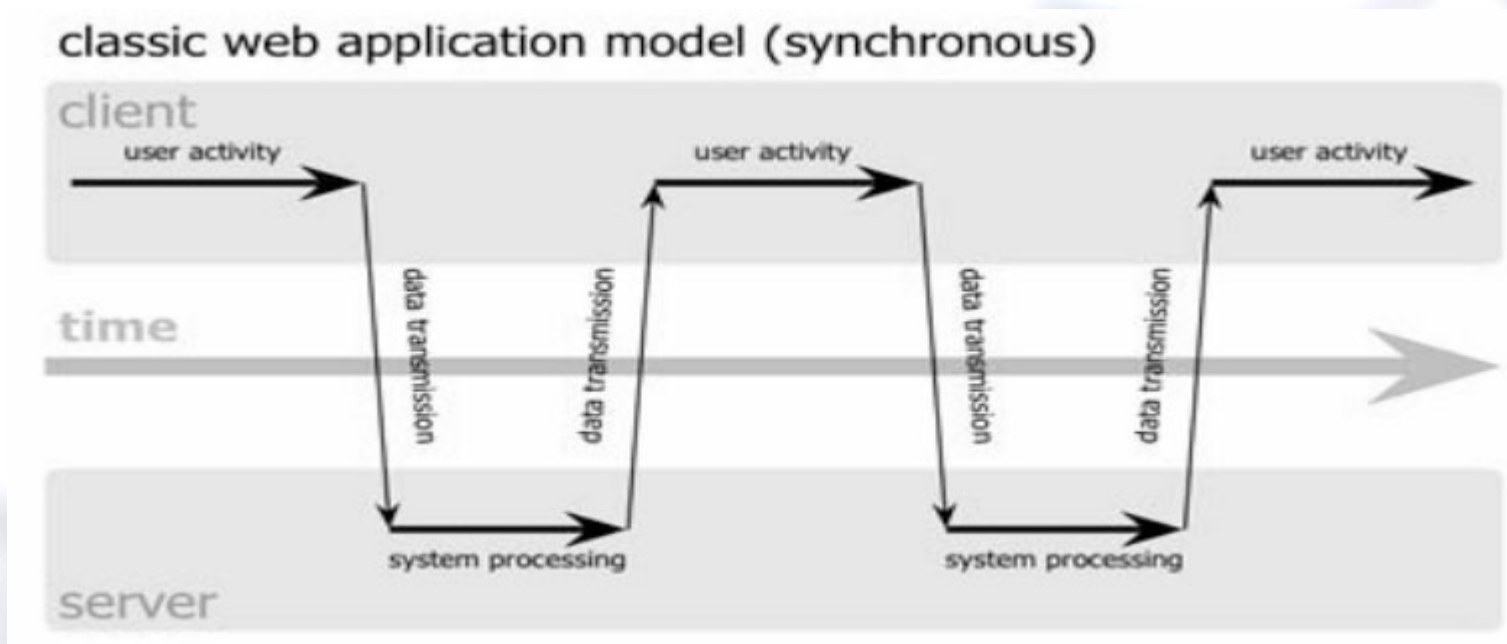 classic web application model (synchronous)
client
user activity
user activity
user activity
data transmission
data transmission
data transmission
data transmission
time
system processing
system processing
server